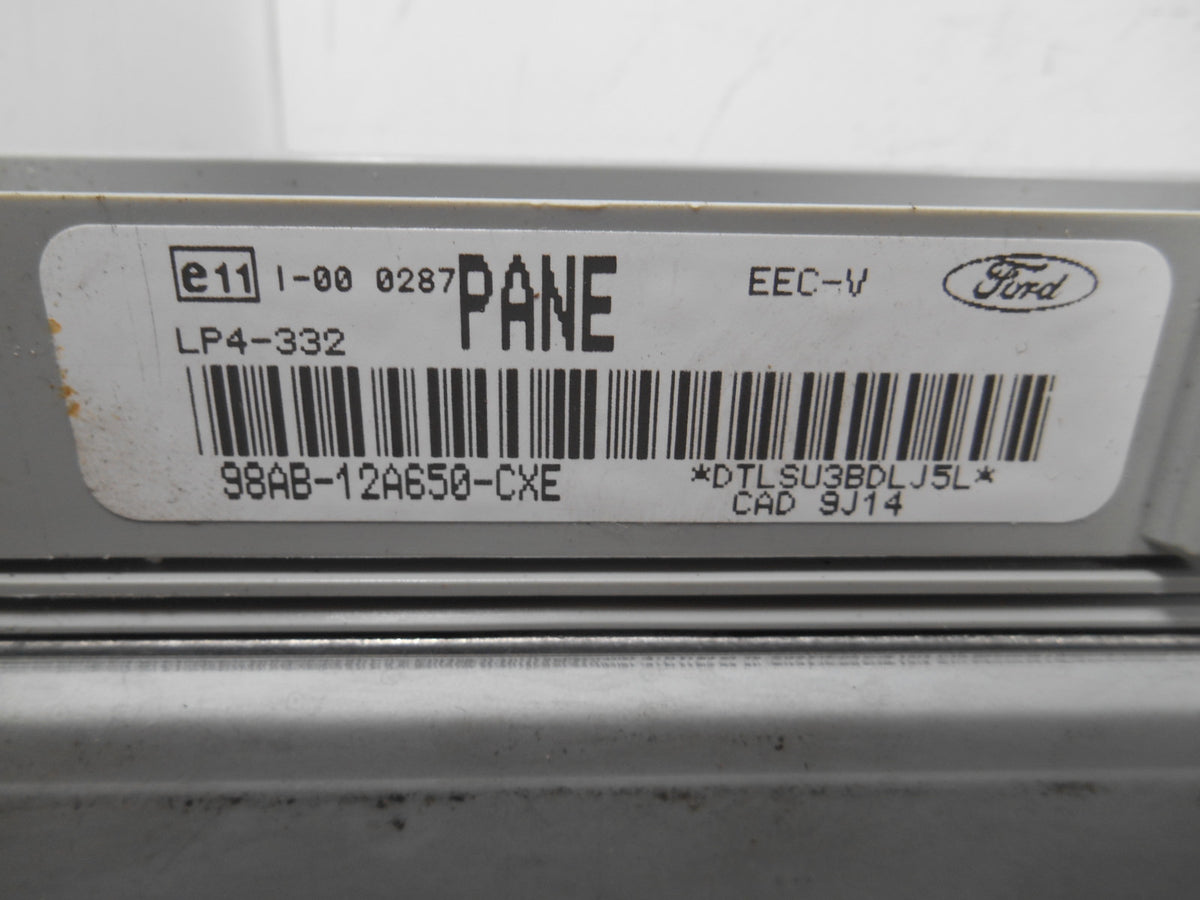 e11 I-00 0287 PANE EEC-V Ford
LP4-332
98AB-12A650-CXE *DTLSU3BDLJ5L*
CAD 9J14